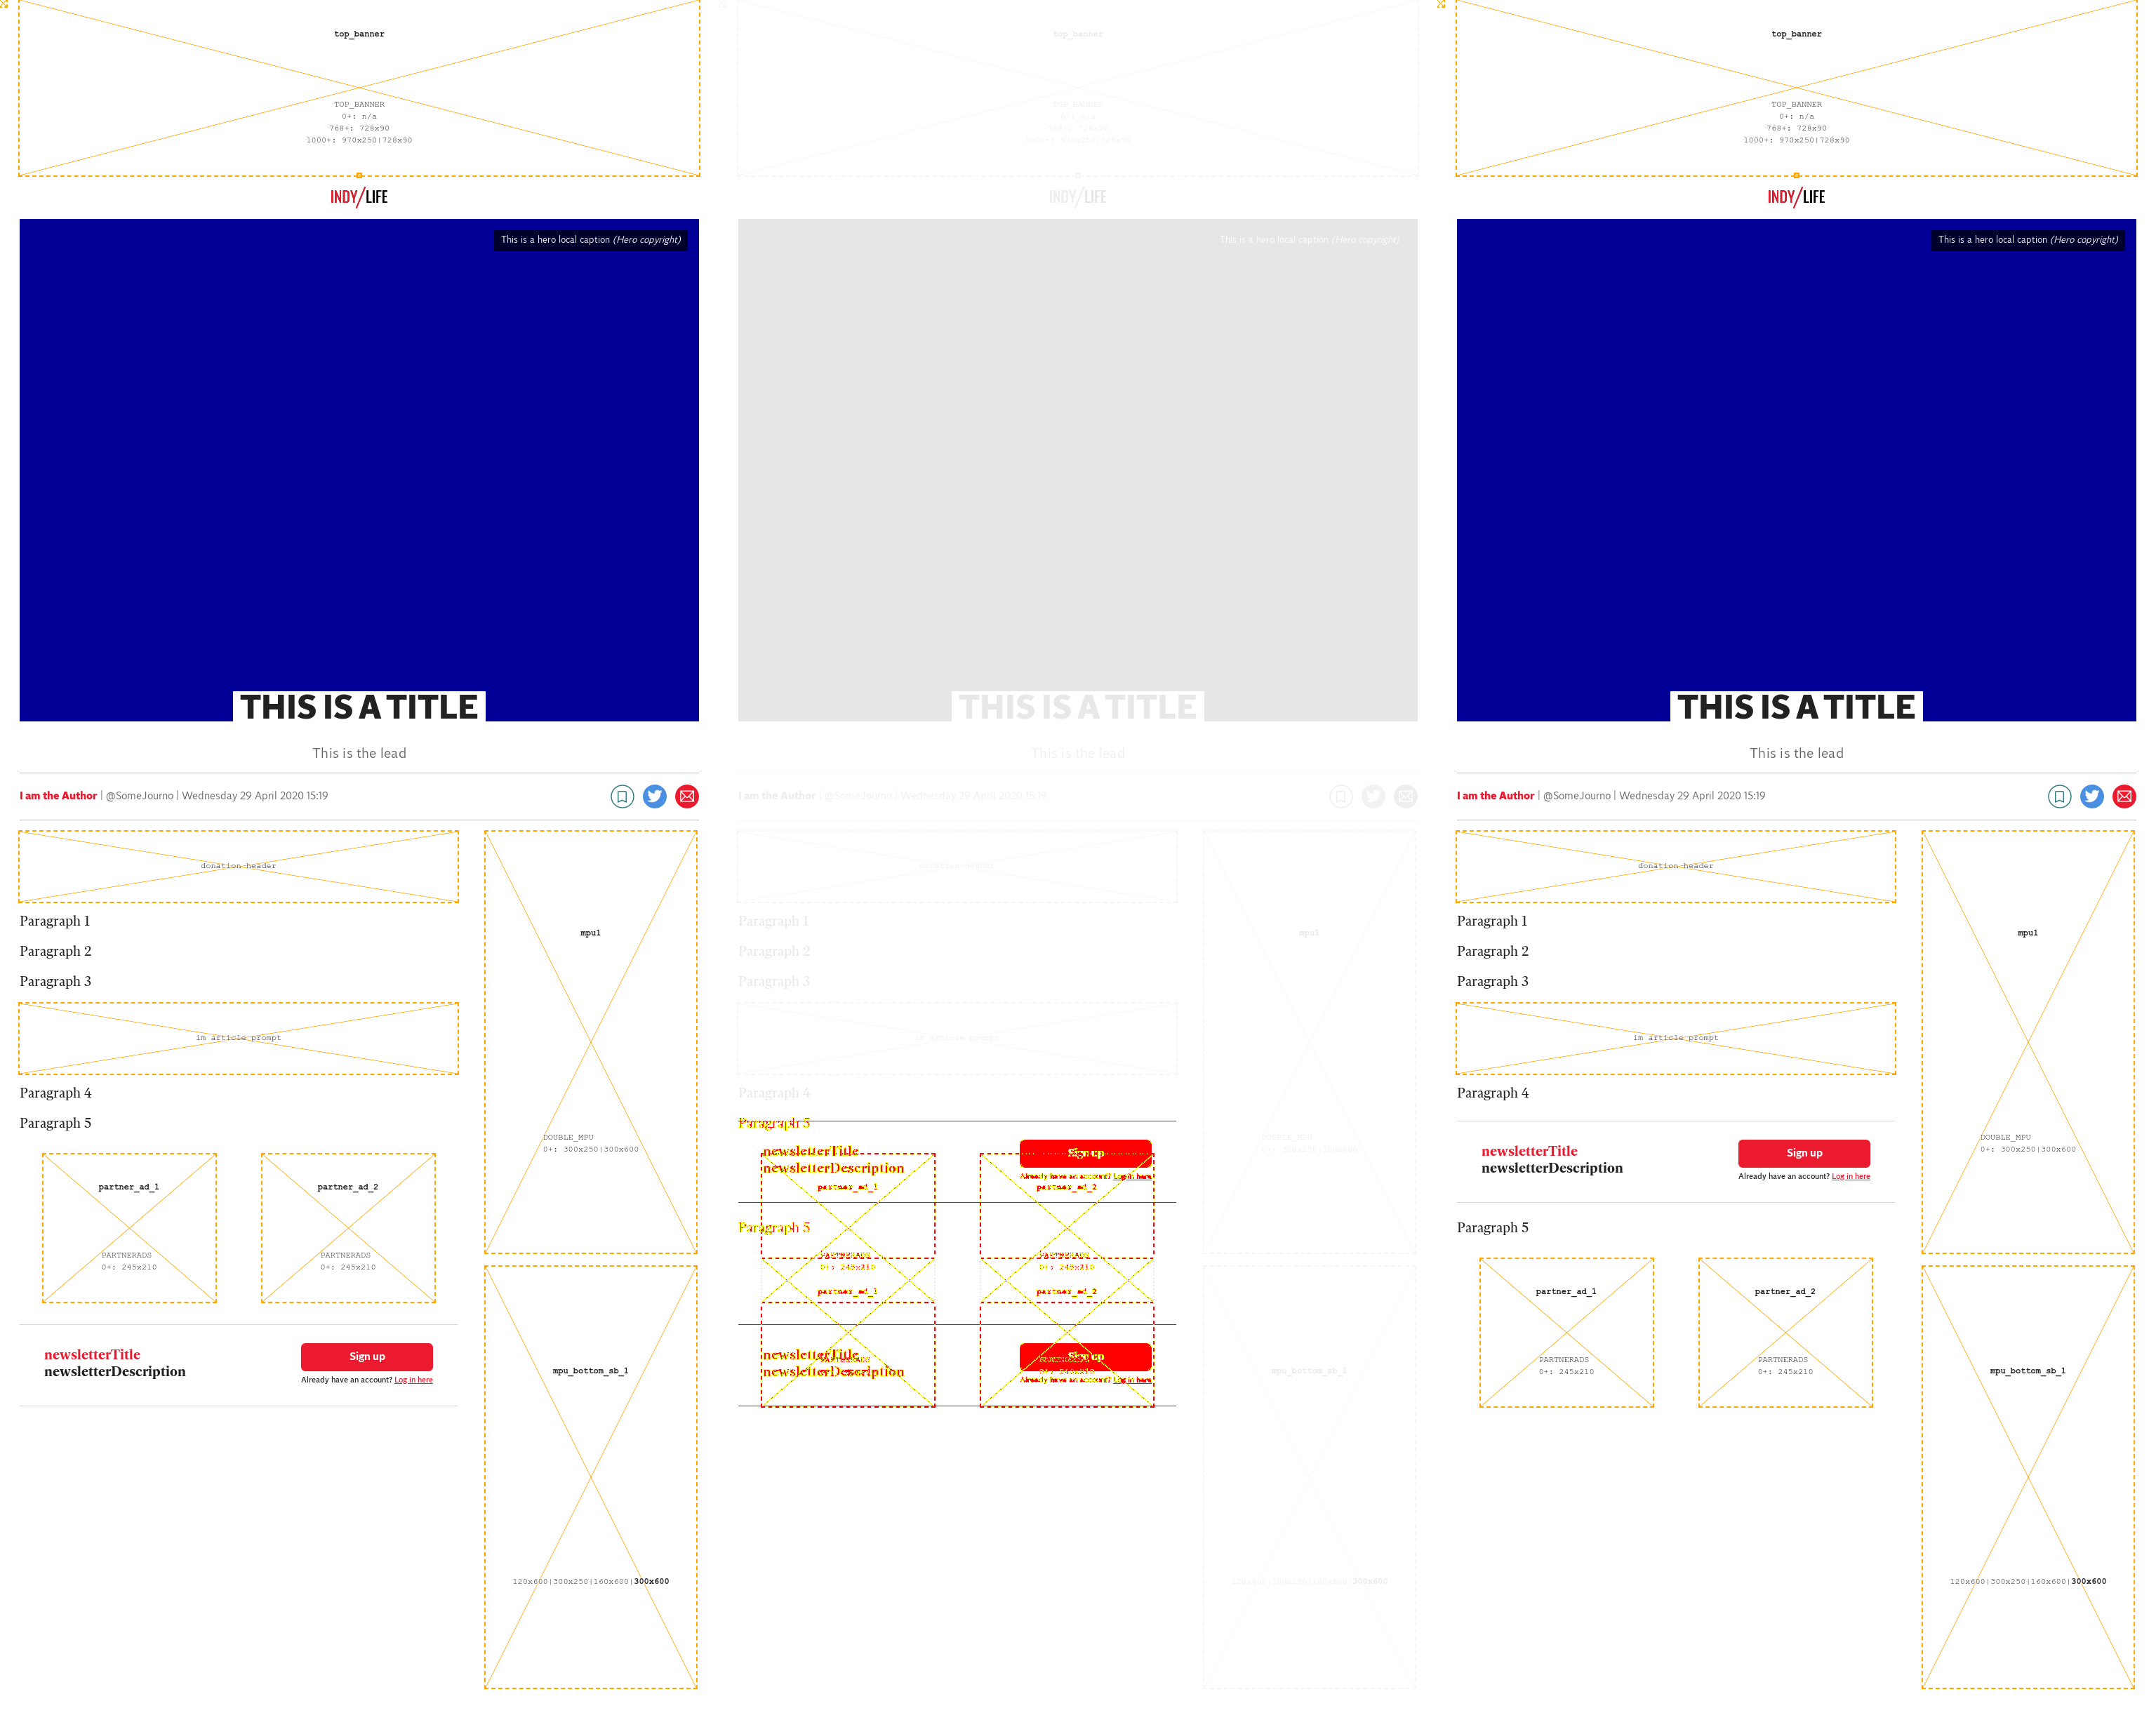 top_banner
TOP_BANNER
0+: n/a
768+: 728x90
1000+: 970x250|728x90
INDY/LIFE
This is a hero local caption (Hero copyright)
THIS IS A TITLE
This is the lead
I am the Author | @SomeJourno | Wednesday 29 April 2020 15:19
donation header
Paragraph 1
Paragraph 2
Paragraph 3
im article prompt
Paragraph 4
Paragraph 5
partner_ad_1
PARTNERADS
0+: 245x210
partner_ad_2
PARTNERADS
0+: 245x210
newsletterTitle
newsletterDescription
Sign up
Already have an account? Log in here
mpu1
DOUBLE_MPU
0+: 300x250|300x600
mpu_bottom_sb_1
120x600|300x250|160x600|300x600
top_banner
TOP_BANNER
0+: n/a
768+: 728x90
1000+: 970x250|728x90
INDY/LIFE
This is a hero local caption (Hero copyright)
THIS IS A TITLE
This is the lead
I am the Author | @SomeJourno | Wednesday 29 April 2020 15:19
donation header
Paragraph 1
Paragraph 2
Paragraph 3
im article prompt
Paragraph 4
Paragraph 5
newsletterTitle
newsletterDescription
Sign up
Already have an account? Log in here
partner_ad_1
partner_ad_2
Paragraph 5
PARTNERADS
0+: 245x210
PARTNERADS
0+: 245x210
partner_ad_1
partner_ad_2
newsletterTitle
newsletterDescription
Sign up
Already have an account? Log in here
mpu1
DOUBLE_MPU
0+: 300x250|300x600
mpu_bottom_sb_1
120x600|300x250|160x600|300x600
top_banner
TOP_BANNER
0+: n/a
768+: 728x90
1000+: 970x250|728x90
INDY/LIFE
This is a hero local caption (Hero copyright)
THIS IS A TITLE
This is the lead
I am the Author | @SomeJourno | Wednesday 29 April 2020 15:19
donation header
Paragraph 1
Paragraph 2
Paragraph 3
im article prompt
Paragraph 4
newsletterTitle
newsletterDescription
Sign up
Already have an account? Log in here
Paragraph 5
partner_ad_1
PARTNERADS
0+: 245x210
partner_ad_2
PARTNERADS
0+: 245x210
mpu1
DOUBLE_MPU
0+: 300x250|300x600
mpu_bottom_sb_1
120x600|300x250|160x600|300x600